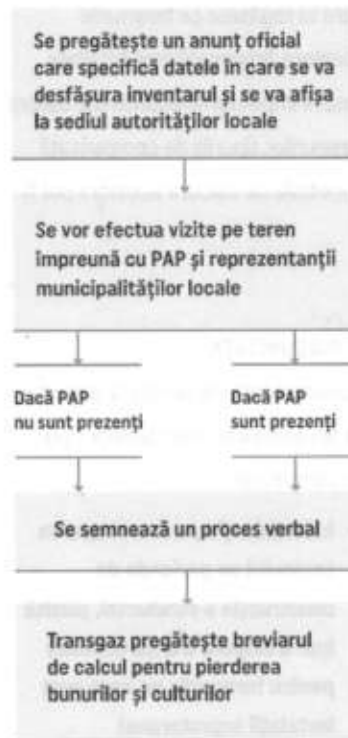 Se pregătește un anunț oficial
care specifică datele în care se va
desfășura inventarul și se va afișa
la sediul autorităților locale
Se vor efectua vizite pe teren
împreună cu PAP și reprezentanții
municipalităților locale
Dacă PAP
nu sunt prezenți
Dacă PAP
sunt prezenți
Se semnează un proces verbal
Transgaz pregătește breviarul
de calcul pentru pierderea
bunurilor și culturilor